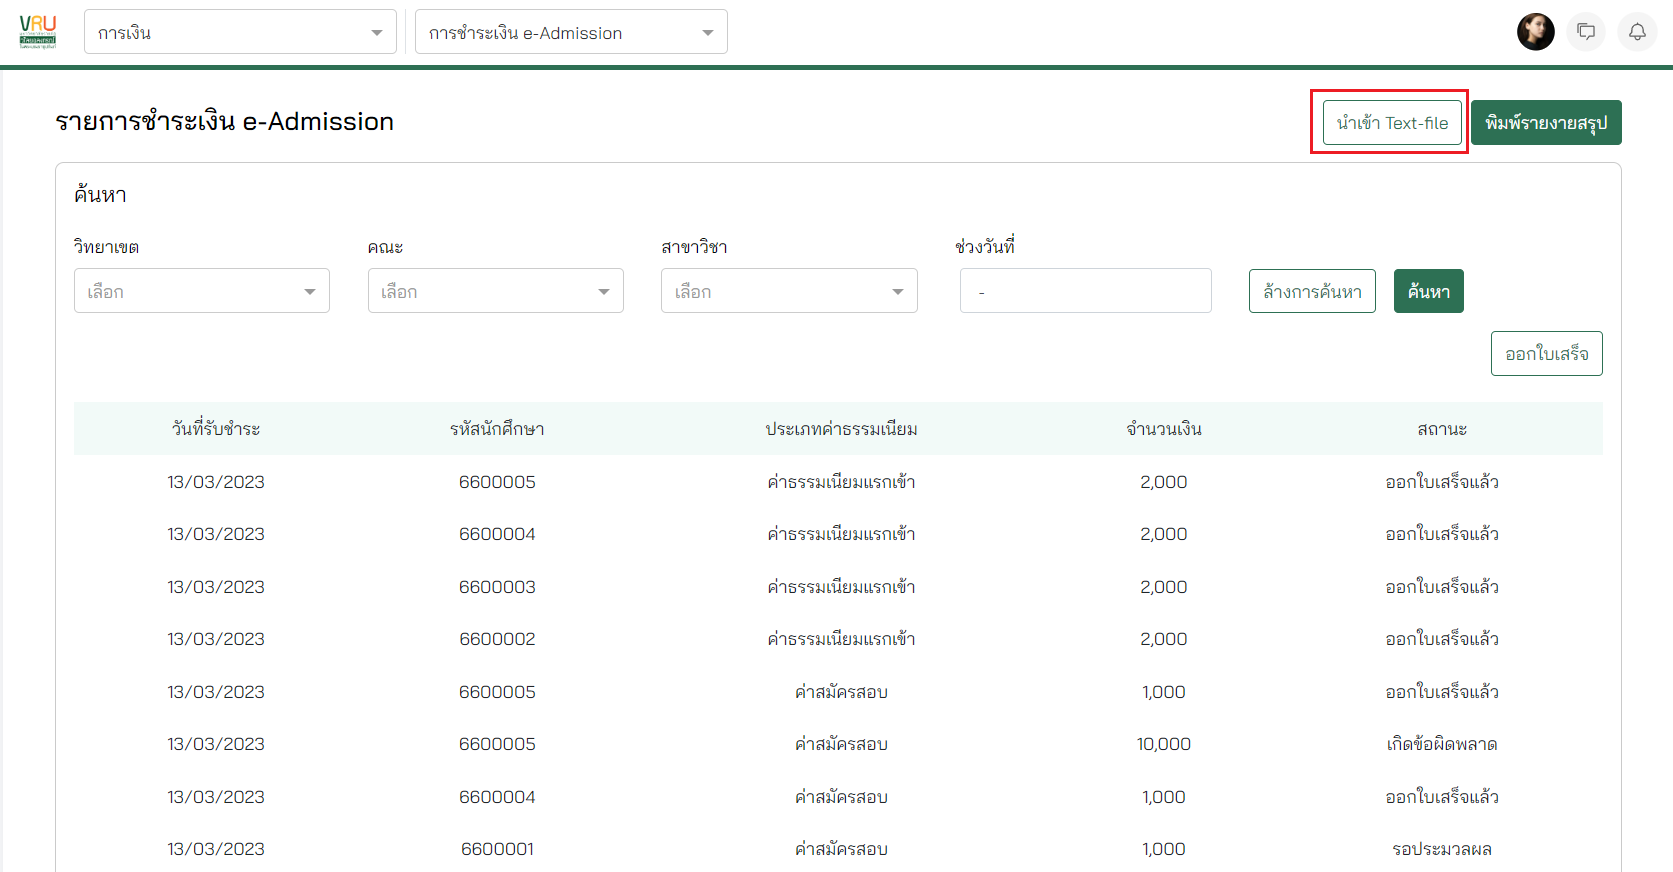 VRU
การเงิน
การชำระเงิน e-Admission
รายการชำระเงิน e-Admission
นำเข้า Text-file
พิมพ์รายงายสรุป
ค้นหา
วิทยาเขต คณะ สาขาวิชา ช่วงวันที่
เลือก เลือก เลือก - ล้างการค้นหา ค้นหา
ออกใบเสร็จ
วันที่รับชำระ รหัสนักศึกษา ประเภทค่าธรรมเนียม จำนวนเงิน สถานะ
13/03/2023 6600005 ค่าธรรมเนียมแรกเข้า 2,000 ออกใบเสร็จแล้ว
13/03/2023 6600004 ค่าธรรมเนียมแรกเข้า 2,000 ออกใบเสร็จแล้ว
13/03/2023 6600003 ค่าธรรมเนียมแรกเข้า 2,000 ออกใบเสร็จแล้ว
13/03/2023 6600002 ค่าธรรมเนียมแรกเข้า 2,000 ออกใบเสร็จแล้ว
13/03/2023 6600005 ค่าสมัครสอบ 1,000 ออกใบเสร็จแล้ว
13/03/2023 6600005 ค่าสมัครสอบ 10,000 เกิดข้อผิดพลาด
13/03/2023 6600004 ค่าสมัครสอบ 1,000 ออกใบเสร็จแล้ว
13/03/2023 6600001 ค่าสมัครสอบ 1,000 รอประมวลผล